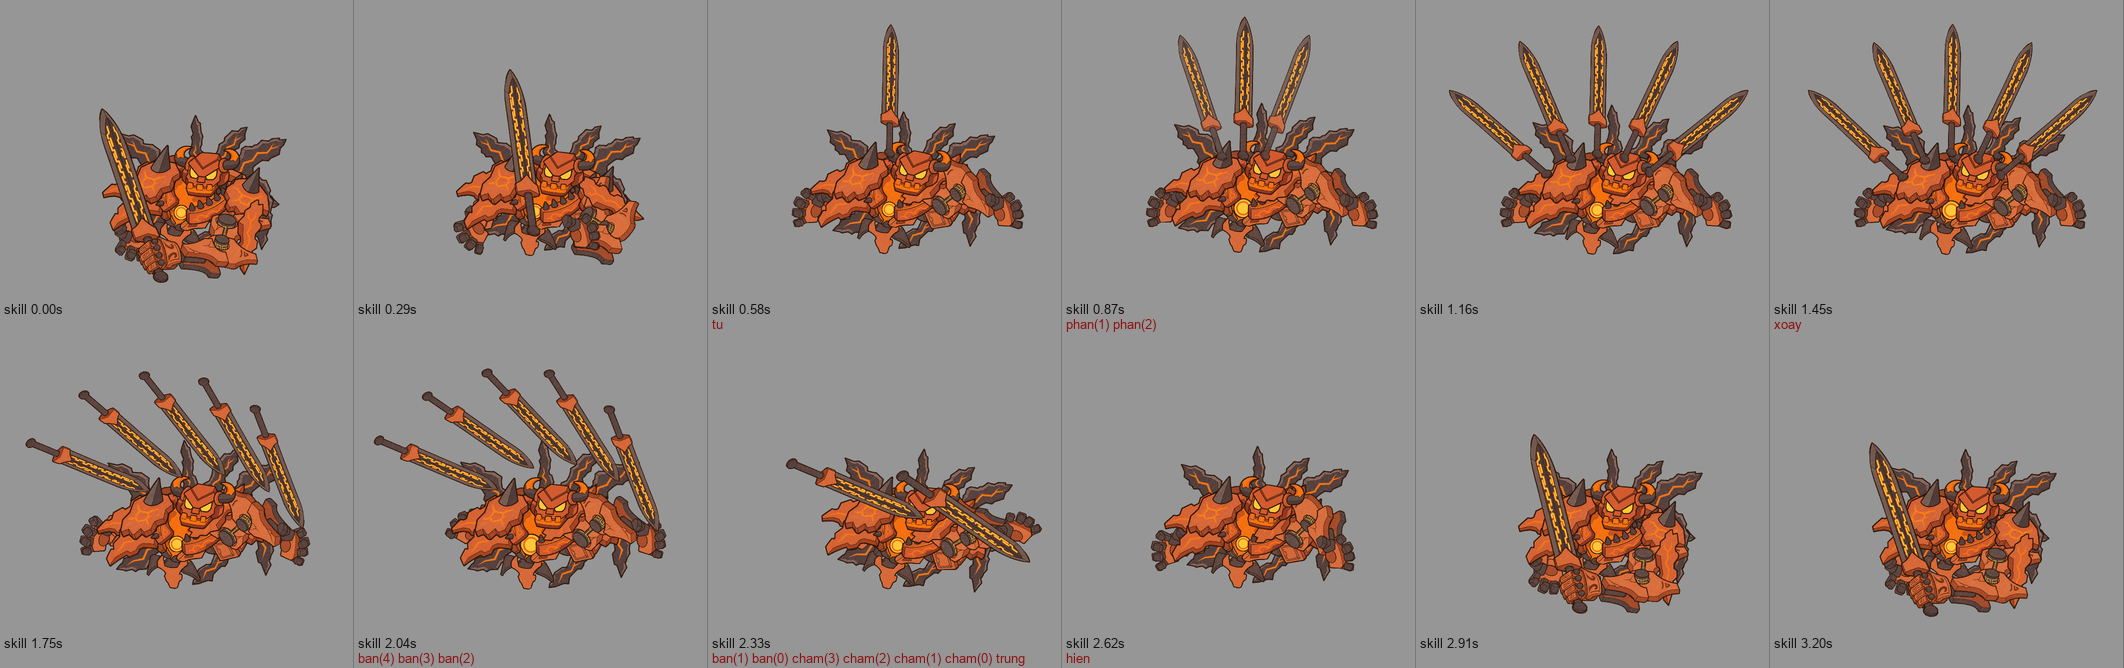 skill 0.00s
skill 0.29s
skill 0.58s
tu
skill 0.87s
phan(1) phan(2)
skill 1.16s
skill 1.45s
xoay
skill 1.75s
skill 2.04s
ban(4) ban(3) ban(2)
skill 2.33s
ban(1) ban(0) cham(3) cham(2) cham(1) cham(0) trung
skill 2.62s
hien
skill 2.91s
skill 3.20s